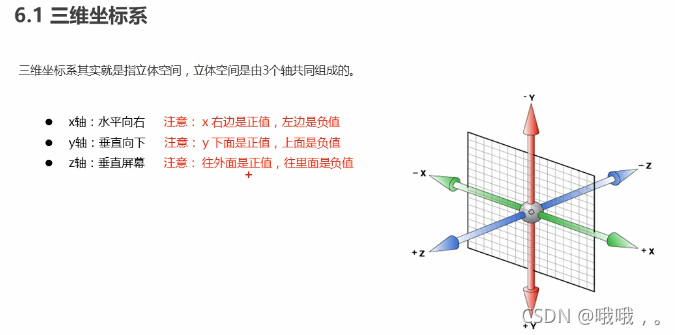 6.1 三维坐标系
三维坐标系其实就是指立体空间，立体空间是由3个轴共同组成的。
● x轴：水平向右 注意： x 右边是正值，左边是负值
● y轴：垂直向下 注意： y 下面是正值，上面是负值
● z轴：垂直屏幕 注意： 往外面是正值，往里面是负值
- Y
- X
- Z
+ Z
+ X
+ Y
CSDN @哦哦，。